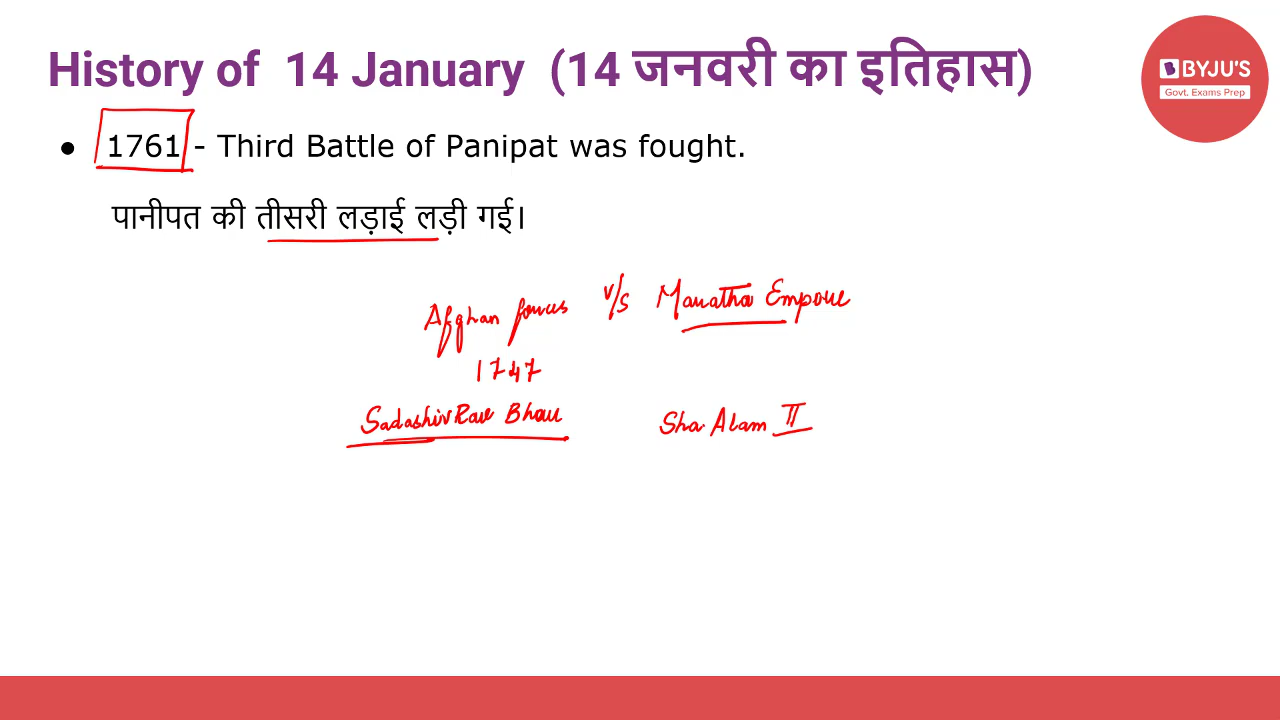 History of 14 January (14 जनवरी का इतिहास)
BYJU'S
Govt. Exams Prep
● 1761 - Third Battle of Panipat was fought.
पानीपत की तीसरी लड़ाई लड़ी गई।
Afghan forces v/s Maratha Empire
1747
Sadashiv Rao Bhau Sha Alam II